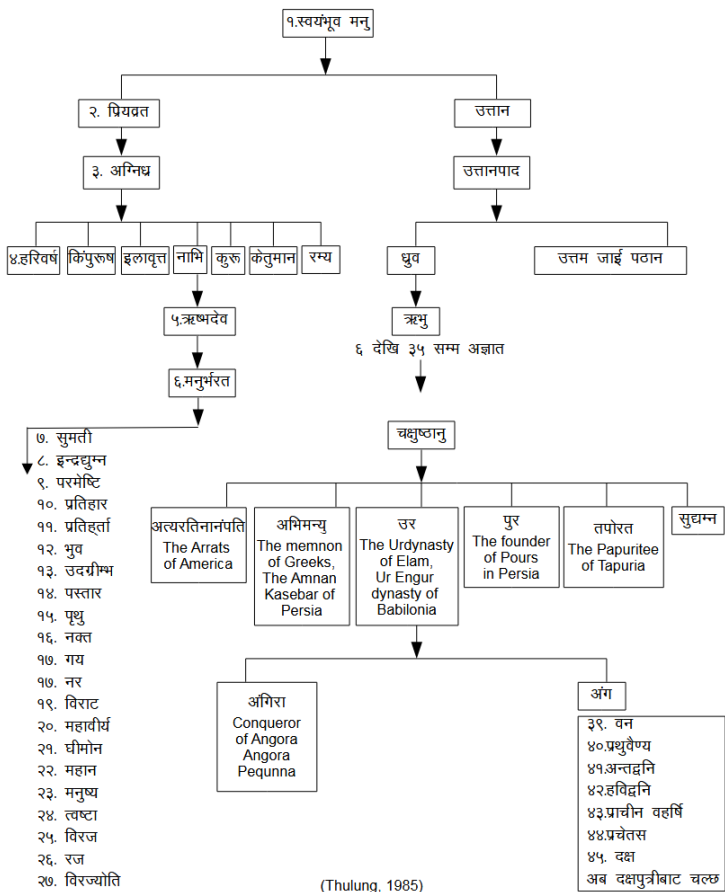 १.स्वयंभूव मनु
२. प्रियव्रत
उत्तान
३. अग्निध्र
उत्तानपाद
४.हरिवर्ष
किंपुरूष
इलावृत्त
नाभि
कुरू
केतुमान
रम्य
ध्रुव
उत्तम जाई पठान
५.ऋष्भदेव
ऋभु
६ देखि ३५ सम्म अज्ञात
६.मनुर्भरत
चक्षुष्ठानु
७. सुमती
८. इन्द्रद्युम्न
९. परमेष्टि
१०. प्रतिहार
११. प्रतिहर्ता
१२. भुव
१३. उदग्रीम्भ
१४. पस्तार
१५. पृथु
१६. नक्त
१७. गय
१७. नर
१९. विराट
२०. महावीर्य
२१. घीमोन
२२. महान
२३. मनुष्य
२४. त्वष्टा
२५. विरज
२६. रज
२७. विरज्योति
अत्यरतिनानंपति
The Arrats
of America
अभिमन्यु
The memnon
of Greeks,
The Amnan
Kasebar of
Persia
उर
The Urdynasty
of Elam,
Ur Engur
dynasty of
Babilonia
पुर
The founder
of Pours
in Persia
तपोरत
The Papuritee
of Tapuria
सुद्यम्न
अंगिरा
Conqueror
of Angora
Angora
Pequnna
अंग
३९. वन
४०.प्रथुवैण्य
४१.अन्तद्वनि
४२.हविद्वनि
४३.प्राचीन वहर्षि
४४.प्रचेतस
४५. दक्ष
अब दक्षपुत्रीबाट चल्छ
(Thulung, 1985)